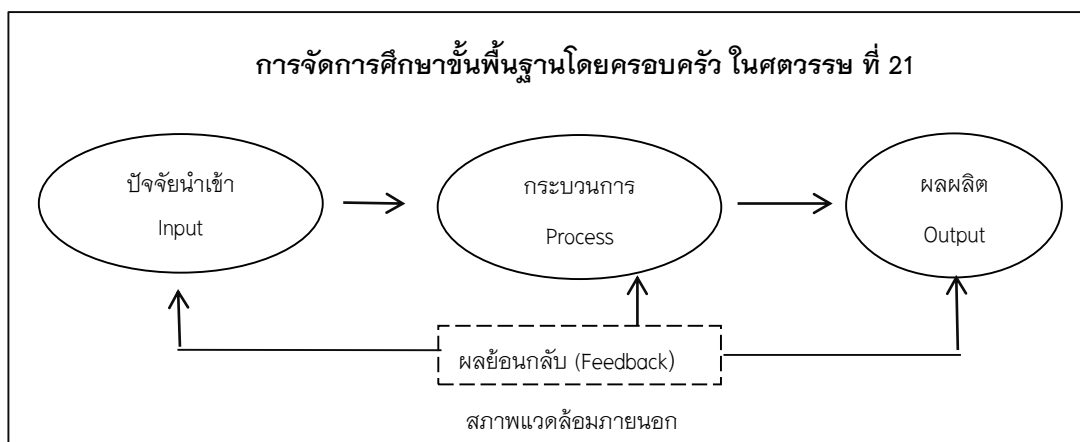 การจัดการศึกษาขั้นพื้นฐานโดยครอบครัว ในศตวรรษ ที่ 21
ปัจจัยนำเข้า
Input
กระบวนการ
Process
ผลผลิต
Output
ผลย้อนกลับ (Feedback)
สภาพแวดล้อมภายนอก